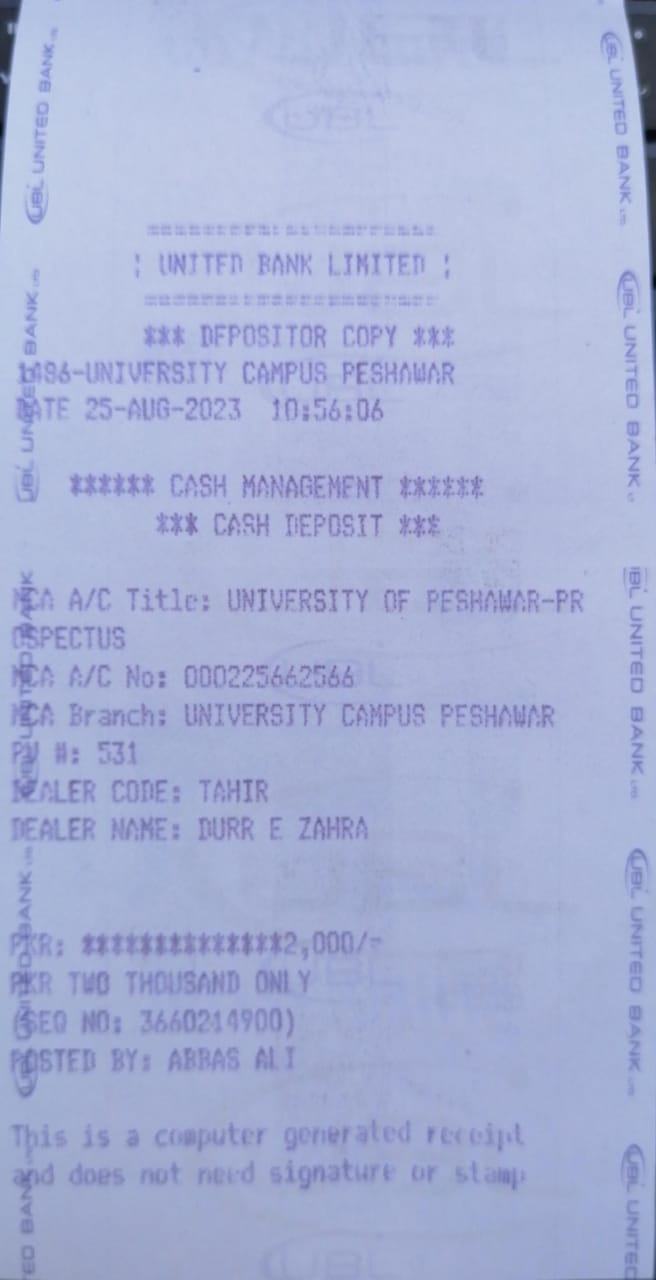 UNITED BANK LIMITED
*** DEPOSITOR COPY ***
1486-UNIVERSITY CAMPUS PESHAWAR
DATE 25-AUG-2023 10:56:06
****** CASH MANAGEMENT ******
*** CASH DEPOSIT ***
MCA A/C Title: UNIVERSITY OF PESHAWAR-PR
OSPECTUS
MCA A/C No: 000225662566
MCA Branch: UNIVERSITY CAMPUS PESHAWAR
#: 531
DEALER CODE: TAHIR
DEALER NAME: DURR E ZAHRA
PKR: **************2,000/=
PKR TWO THOUSAND ONLY
(SEQ NO: 3660214900)
POSTED BY: ABBAS ALI
This is a computer generated receipt
and does not need signature or stamp
UBL UNITED BANK LTD
UBL UNITED BANK LTD
UBL UNITED BANK LTD
UBL UNITED BANK LTD
UBL UNITED BANK LTD
UBL UNITED BANK LTD
UBL UNITED BANK LTD
UBL UNITED BANK LTD
UBL UNITED